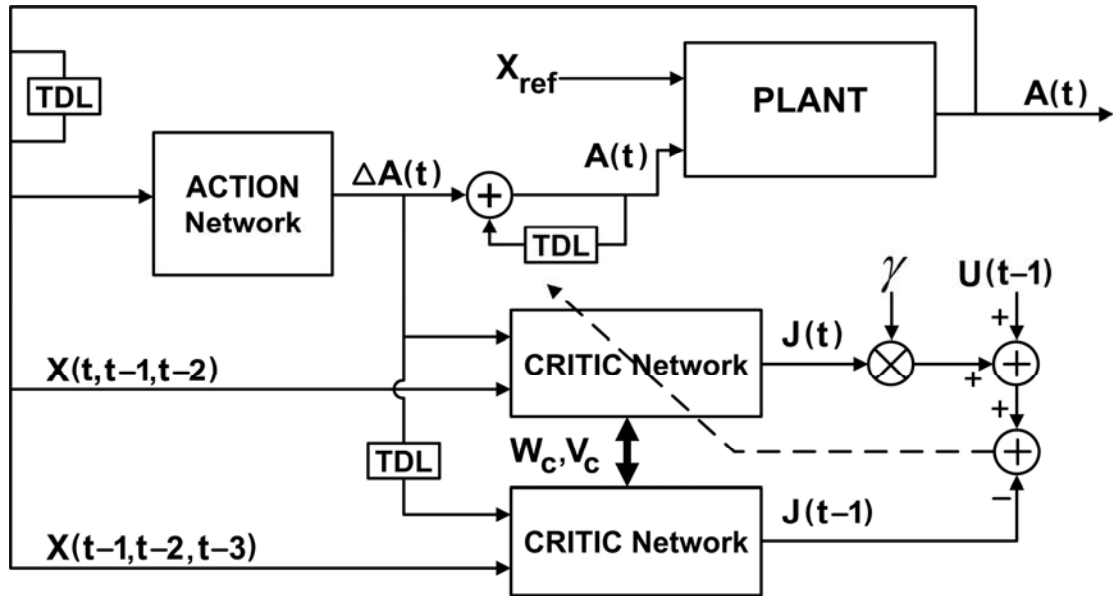 TDL
X_ref
PLANT
A(t)
ACTION
Network
△A(t)
+
A(t)
TDL
γ
U(t−1)
+
CRITIC Network
J(t)
×
+
+
X(t,t−1,t−2)
+
TDL
W_c,V_c
+
−
CRITIC Network
J(t−1)
X(t−1,t−2,t−3)